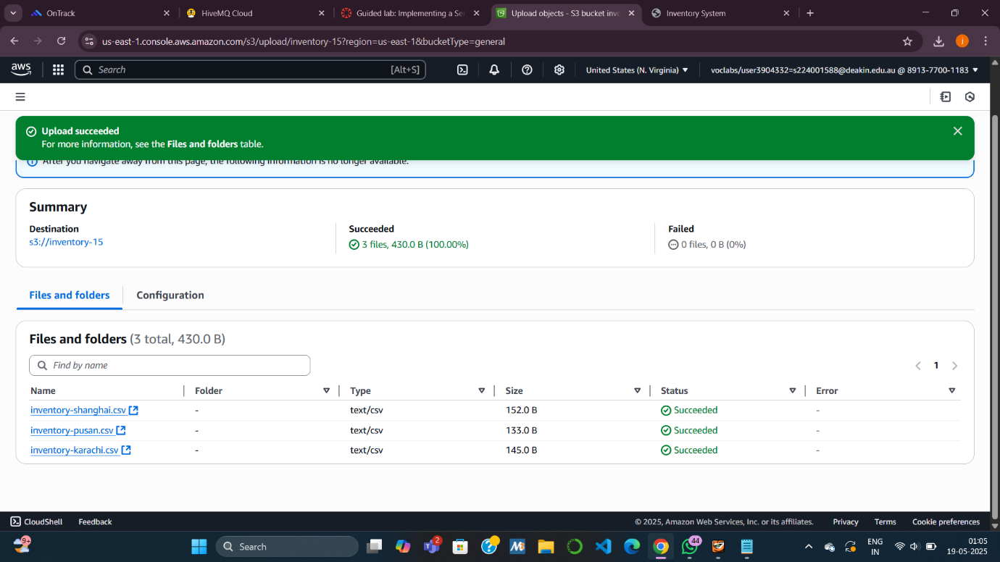 OnTrack
HiveMQ Cloud
Guided lab: Implementing a Se
Upload objects - S3 bucket inve
Inventory System
us-east-1.console.aws.amazon.com/s3/upload/inventory-15?region=us-east-1&bucketType=general
j
aws
Search
[Alt+S]
United States (N. Virginia)
voclabs/user3904332=s224001588@deakin.edu.au @ 8913-7700-1183
Upload succeeded
For more information, see the Files and folders table.
After you navigate away from this page, the following information is no longer available.
Summary
Destination
s3://inventory-15
Succeeded
3 files, 430.0 B (100.00%)
Failed
0 files, 0 B (0%)
Files and folders
Configuration
Files and folders (3 total, 430.0 B)
Find by name
1
Name Folder Type Size Status Error
inventory-shanghai.csv - text/csv 152.0 B Succeeded -
inventory-pusan.csv - text/csv 133.0 B Succeeded -
inventory-karachi.csv - text/csv 145.0 B Succeeded -
CloudShell
Feedback
© 2025, Amazon Web Services, Inc. or its affiliates.
Privacy
Terms
Cookie preferences
9+
Search
2
44
ENG
IN
01:05
19-05-2025